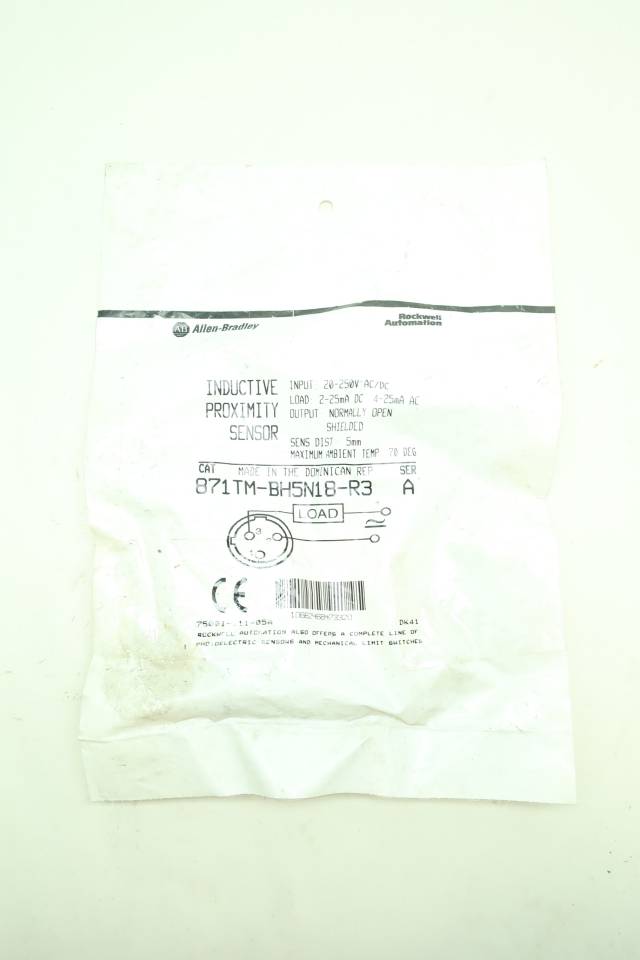 AB Allen-Bradley
Rockwell
Automation
INDUCTIVE
PROXIMITY
SENSOR
INPUT 20-250V AC/DC
LOAD 2-25mA DC 4-25mA AC
OUTPUT NORMALLY OPEN
SHIELDED
SENS DIST 5mm
MAXIMUM AMBIENT TEMP 70 DEG
CAT MADE IN THE DOMINICAN REP SER
871TM-BH5N18-R3 A
LOAD
3
CE
DK41
ROCKWELL AUTOMATION ALSO OFFERS A COMPLETE LINE OF
PHOTOELECTRIC SENSORS AND MECHANICAL LIMIT SWITCHES